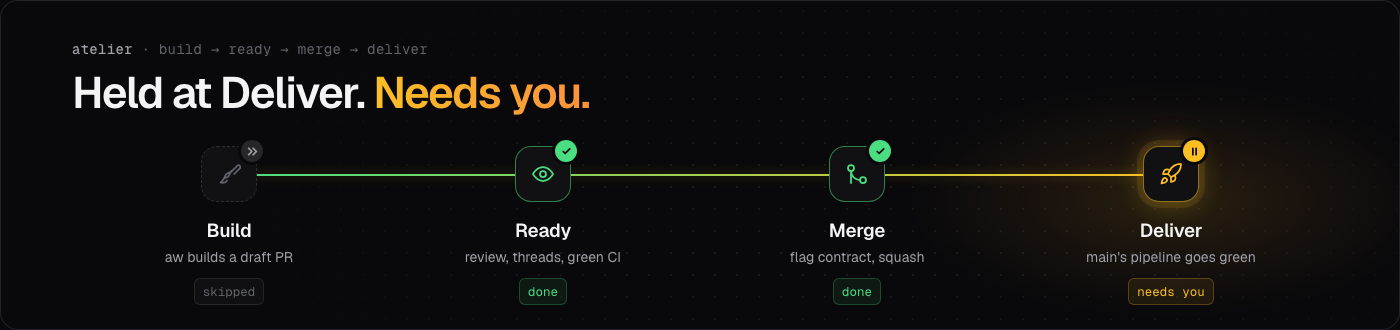 atelier · build → ready → merge → deliver
Held at Deliver. Needs you.
Build
aw builds a draft PR
skipped
Ready
review, threads, green CI
done
Merge
flag contract, squash
done
Deliver
main's pipeline goes green
needs you